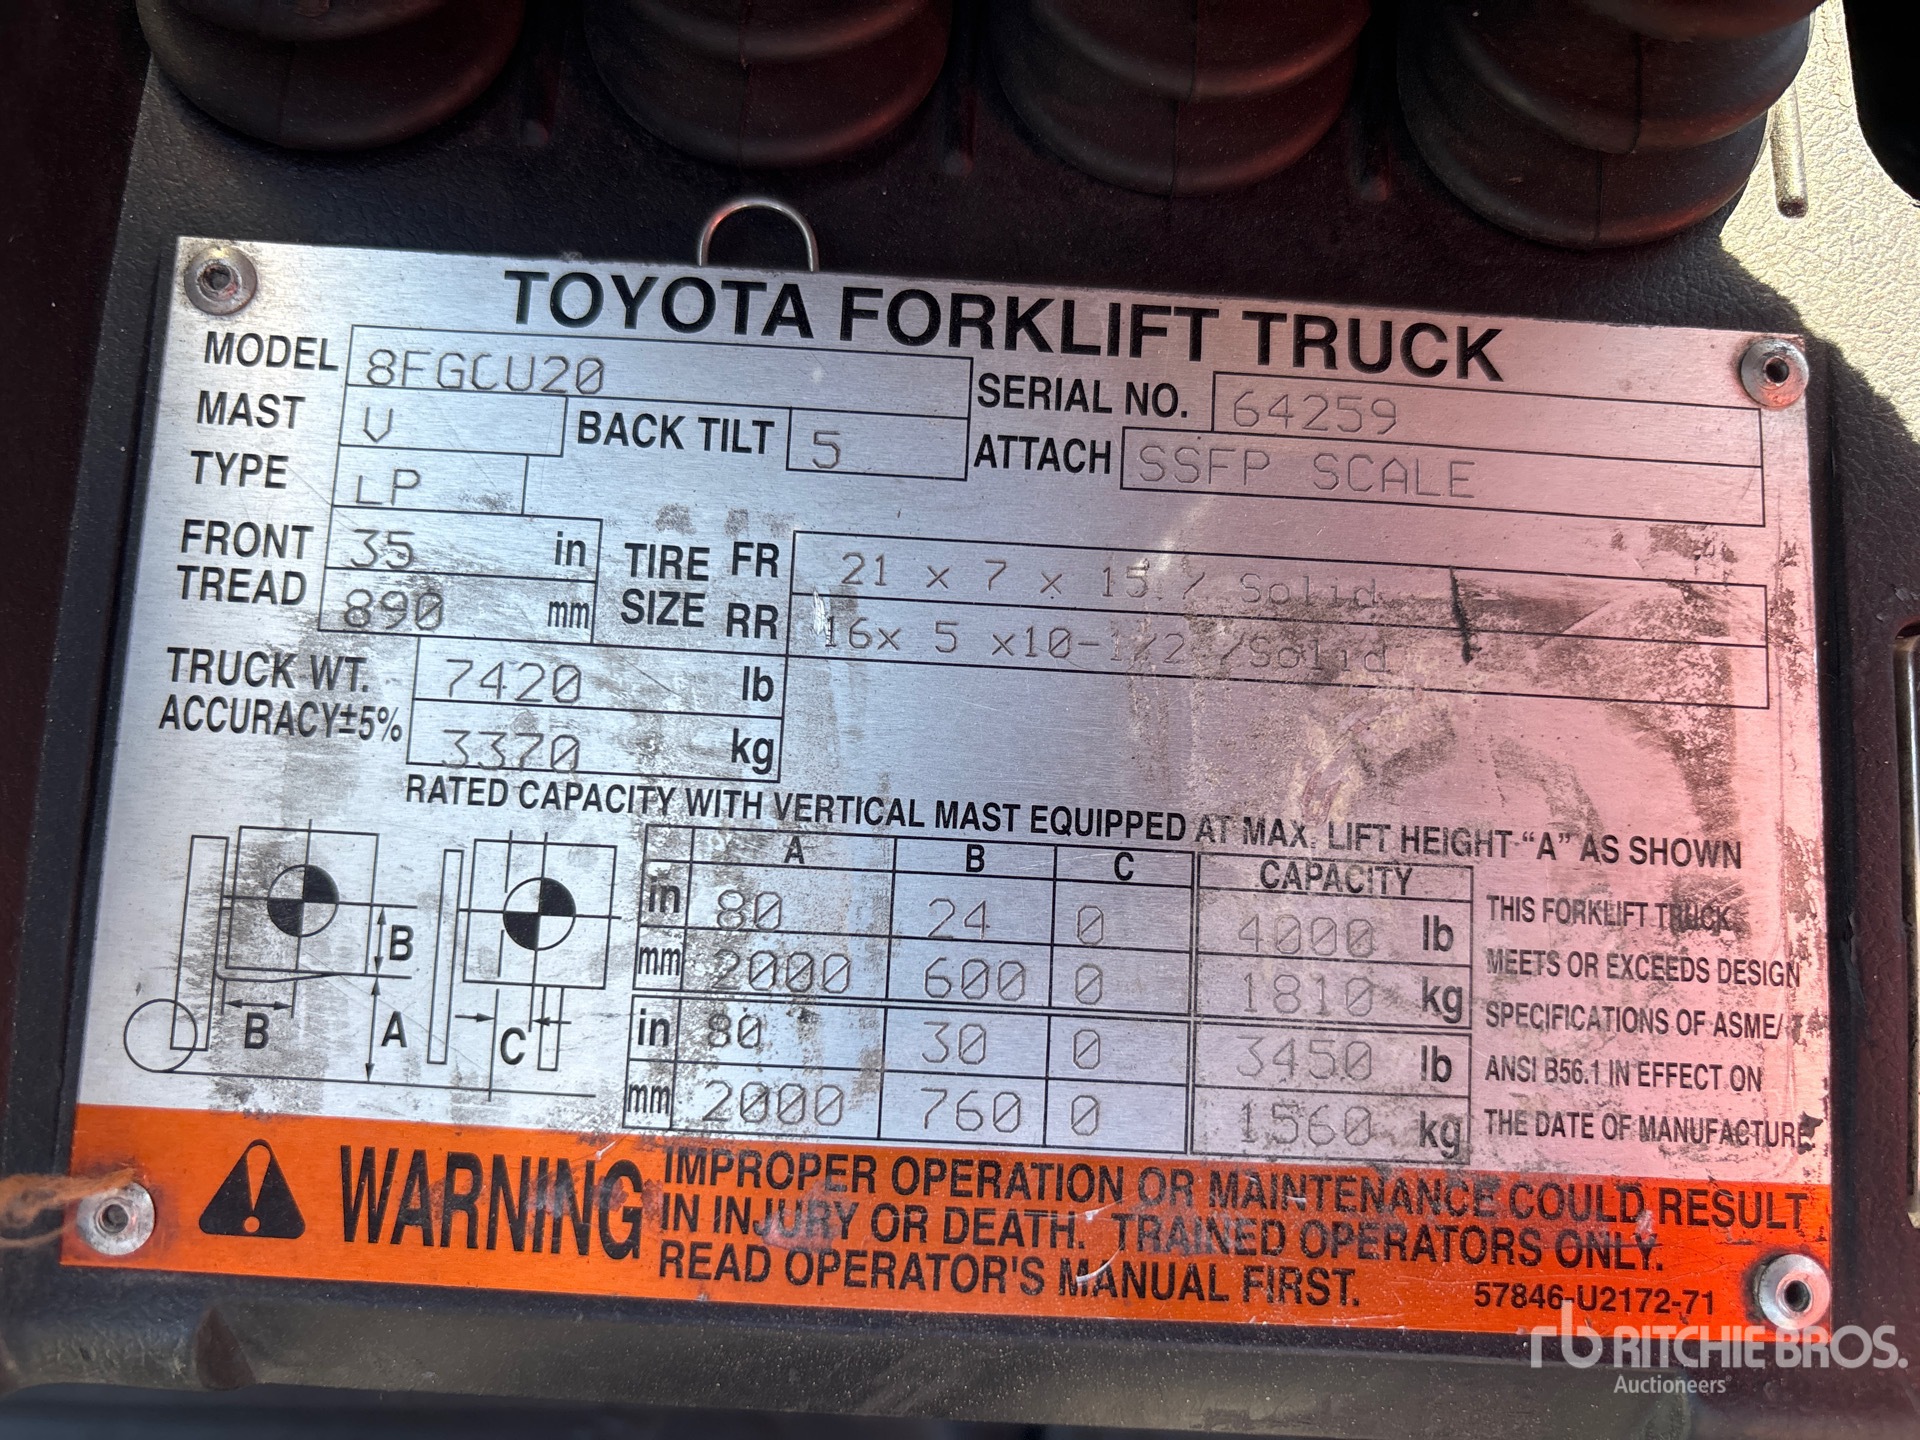 TOYOTA FORKLIFT TRUCK
MODEL 8FGCU20 SERIAL NO. 64259
MAST V BACK TILT 5 ATTACH SSFP SCALE
TYPE LP
FRONT TREAD 35 in
890 mm
TIRE SIZE FR 21 x 7 x 15 / Solid
RR 16x 5 x10-1/2 /Solid
TRUCK WT. 7420 lb
ACCURACY±5% 3370 kg
RATED CAPACITY WITH VERTICAL MAST EQUIPPED AT MAX. LIFT HEIGHT "A" AS SHOWN
A B C CAPACITY
in 80 24 0 4000 lb
mm 2000 600 0 1810 kg
in 80 30 0 3450 lb
mm 2000 760 0 1560 kg
B
B
A
C
THIS FORKLIFT TRUCK
MEETS OR EXCEEDS DESIGN
SPECIFICATIONS OF ASME/
ANSI B56.1 IN EFFECT ON
THE DATE OF MANUFACTURE
WARNING
IMPROPER OPERATION OR MAINTENANCE COULD RESULT
IN INJURY OR DEATH. TRAINED OPERATORS ONLY.
READ OPERATOR'S MANUAL FIRST.
57846-U2172-71
rb RITCHIE BROS.
Auctioneers